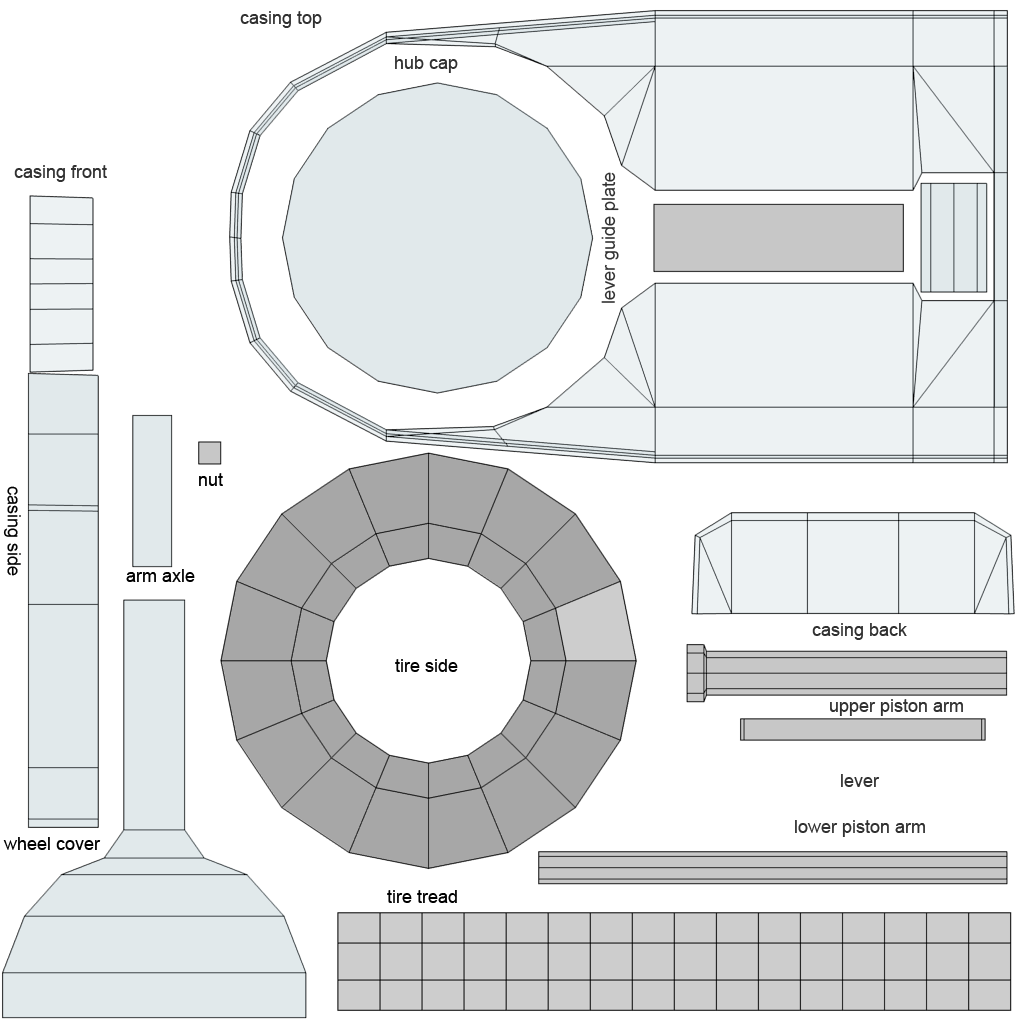 casing top
hub cap
casing front
lever guide plate
casing side
nut
arm axle
casing back
tire side
upper piston arm
lever
lower piston arm
wheel cover
tire tread